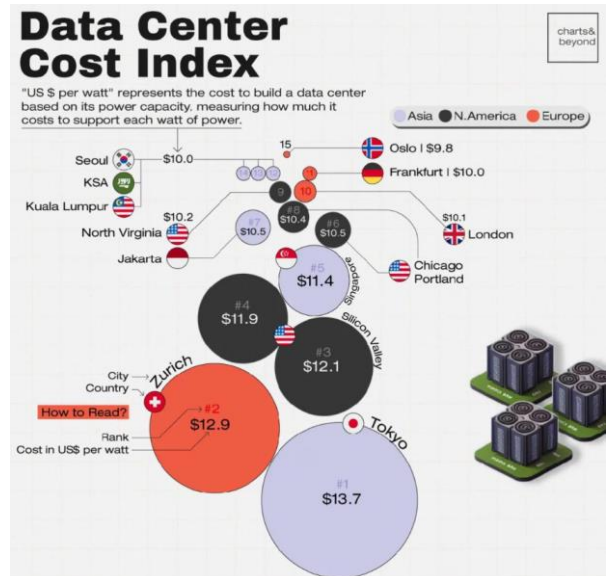 Data Center
Cost Index
charts&
beyond
"US $ per watt" represents the cost to build a data center
based on its power capacity, measuring how much it
costs to support each watt of power.
Asia
N.America
Europe
15
Oslo | $9.8
Seoul
$10.0
14
13
12
11
Frankfurt | $10.0
KSA
Kuala Lumpur
9
10
$10.2
North Virginia
#8
$10.4
$10.1
London
#7
$10.5
#6
$10.5
Jakarta
Chicago
Portland
#5
$11.4
Singapore
#4
$11.9
Silicon Valley
#3
$12.1
City
Country
Zurich
How to Read?
#2
$12.9
Rank
Cost in US$ per watt
Tokyo
#1
$13.7